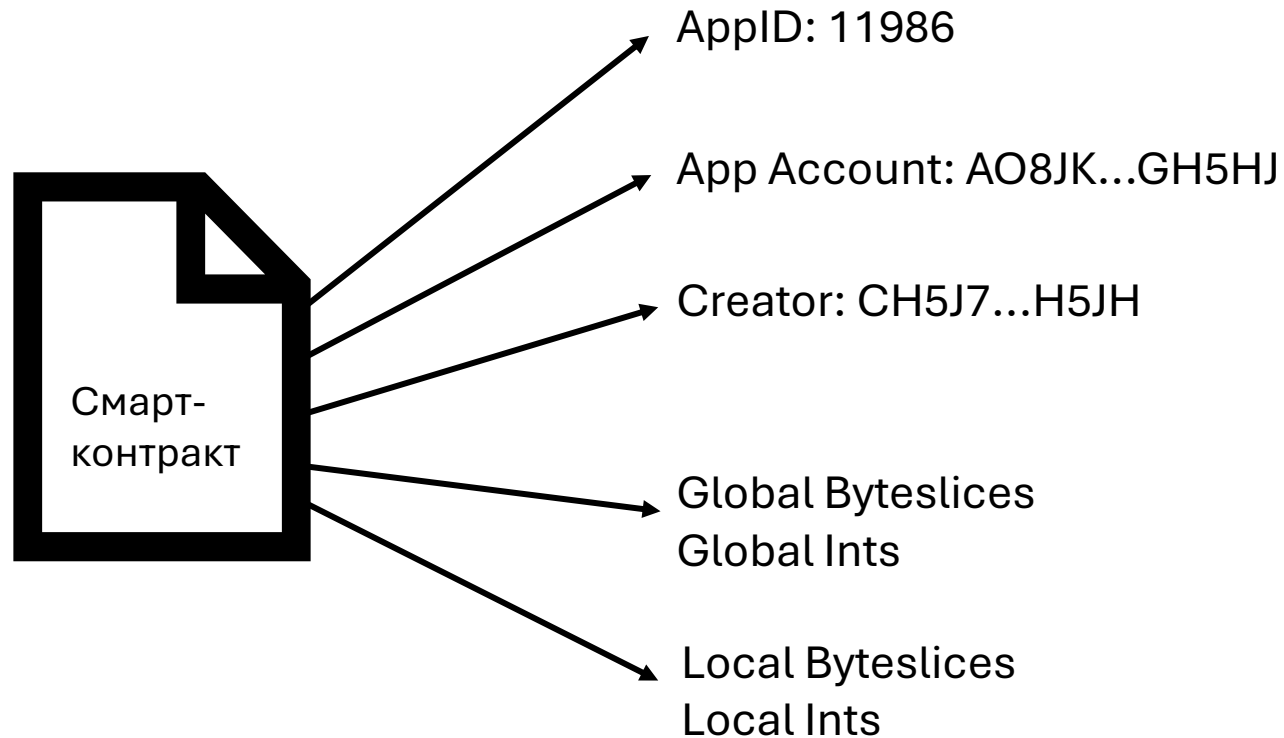 AppID: 11986
App Account: AO8JK...GH5HJ
Creator: CH5J7...H5JH
Смарт-
контракт
Global Byteslices
Global Ints
Local Byteslices
Local Ints